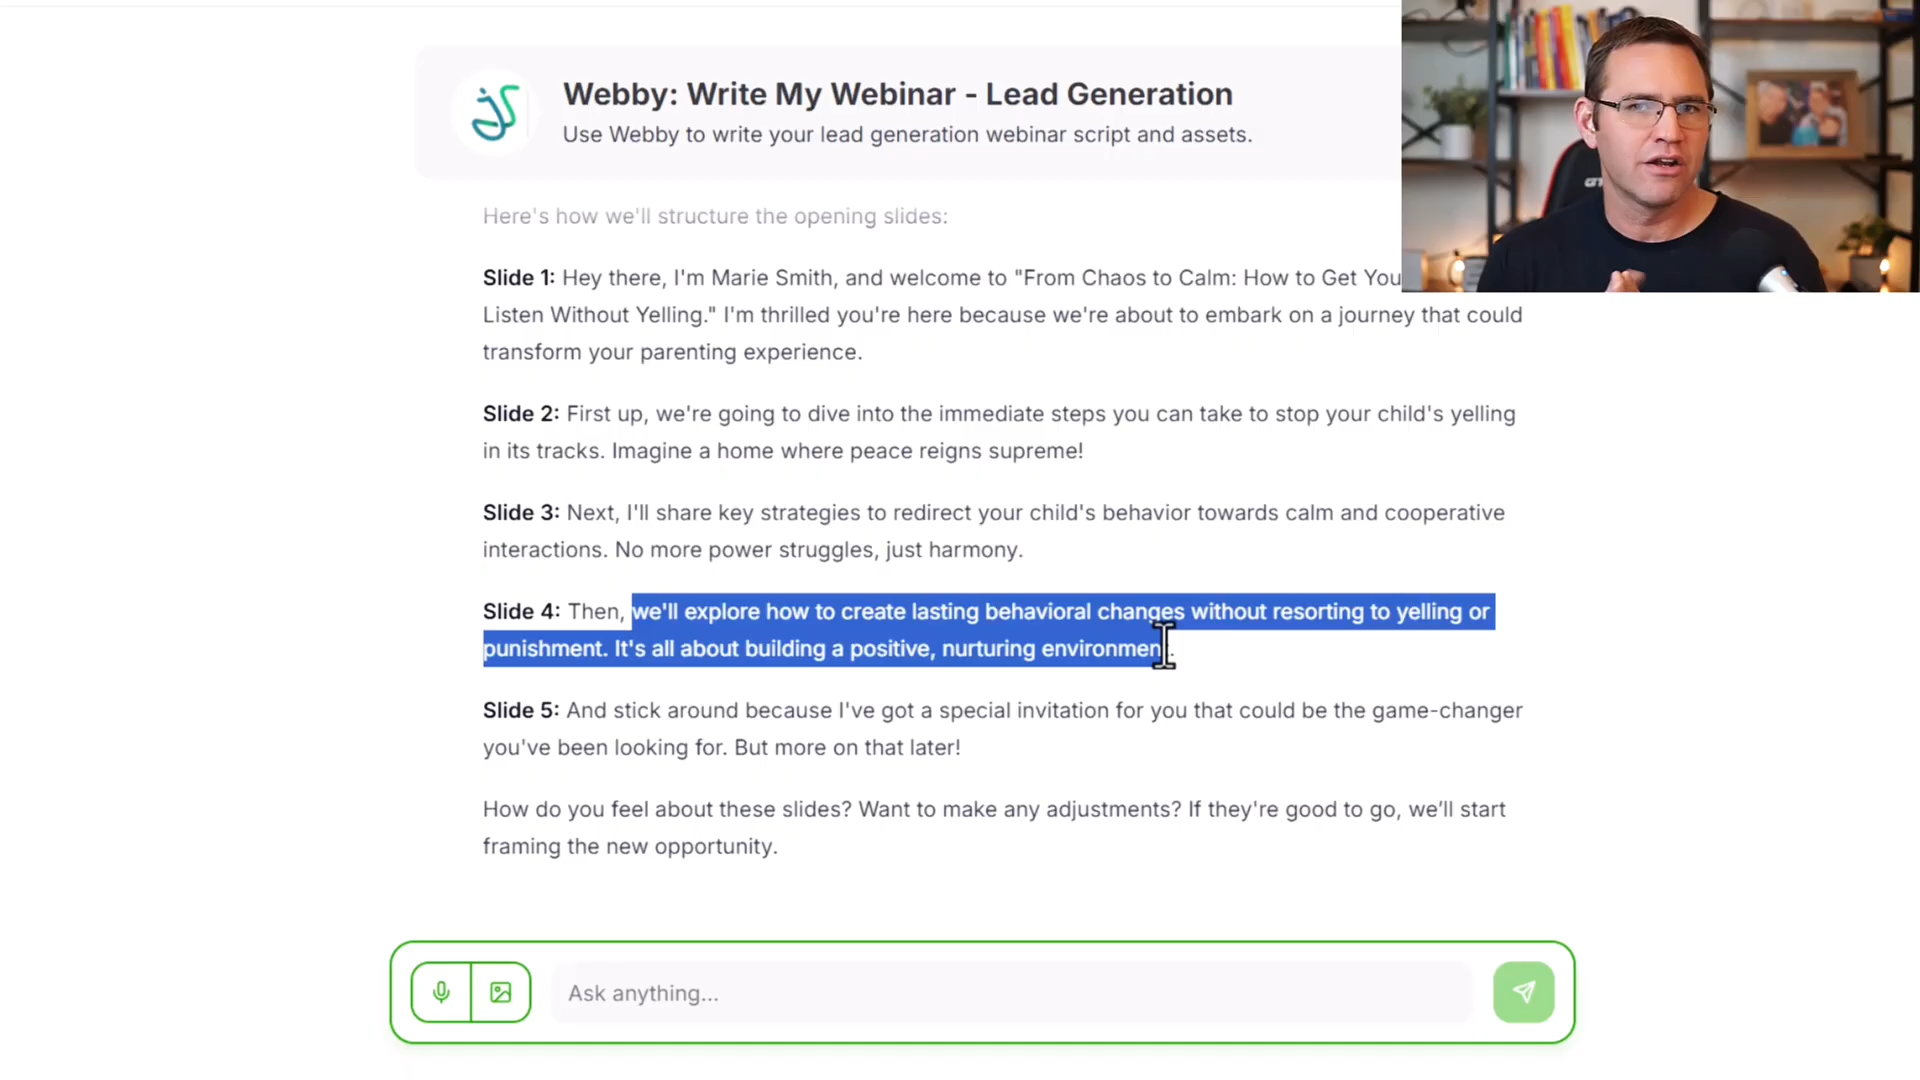 Webby: Write My Webinar - Lead Generation
Use Webby to write your lead generation webinar script and assets.
Here's how we'll structure the opening slides:
Slide 1: Hey there, I'm Marie Smith, and welcome to "From Chaos to Calm: How to Get
Listen Without Yelling." I'm thrilled you're here because we're about to embark on a journey that could
transform your parenting experience.
Slide 2: First up, we're going to dive into the immediate steps you can take to stop your child's yelling
in its tracks. Imagine a home where peace reigns supreme!
Slide 3: Next, I'll share key strategies to redirect your child's behavior towards calm and cooperative
interactions. No more power struggles, just harmony.
Slide 4: Then, we'll explore how to create lasting behavioral changes without resorting to yelling or
punishment. It's all about building a positive, nurturing environment.
Slide 5: And stick around because I've got a special invitation for you that could be the game-changer
you've been looking for. But more on that later!
How do you feel about these slides? Want to make any adjustments? If they're good to go, we'll start
framing the new opportunity.
Ask anything...